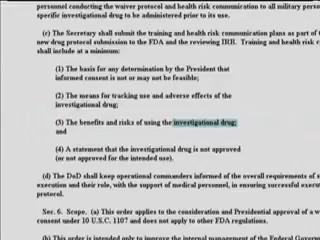 personnel conducting the waiver protocol and health risk communication to all military perso
specific investigational drug to be administered prior to its use.
(c) The Secretary shall submit the training and health risk communication plans as part of t
new drug protocol submission to the FDA and the reviewing IRB. Training and health risk c
shall include at a minimum:
(1) The basis for any determination by the President that
informed consent is not or may not be feasible;
(2) The means for tracking use and adverse effects of the
investigational drug;
(3) The benefits and risks of using the investigational drug;
and
(4) A statement that the investigational drug is not approved
(or not approved for the intended use).
(d) The DoD shall keep operational commanders informed of the overall requirements of s
execution and their role, with the support of medical personnel, in ensuring successful execut
protocol.
Sec. 6. Scope. (a) This order applies to the consideration and Presidential approval of a w
consent under 10 U.S.C. 1107 and does not apply to other FDA regulations.
(b) This order is intended only to improve the internal management of the Federal Govern